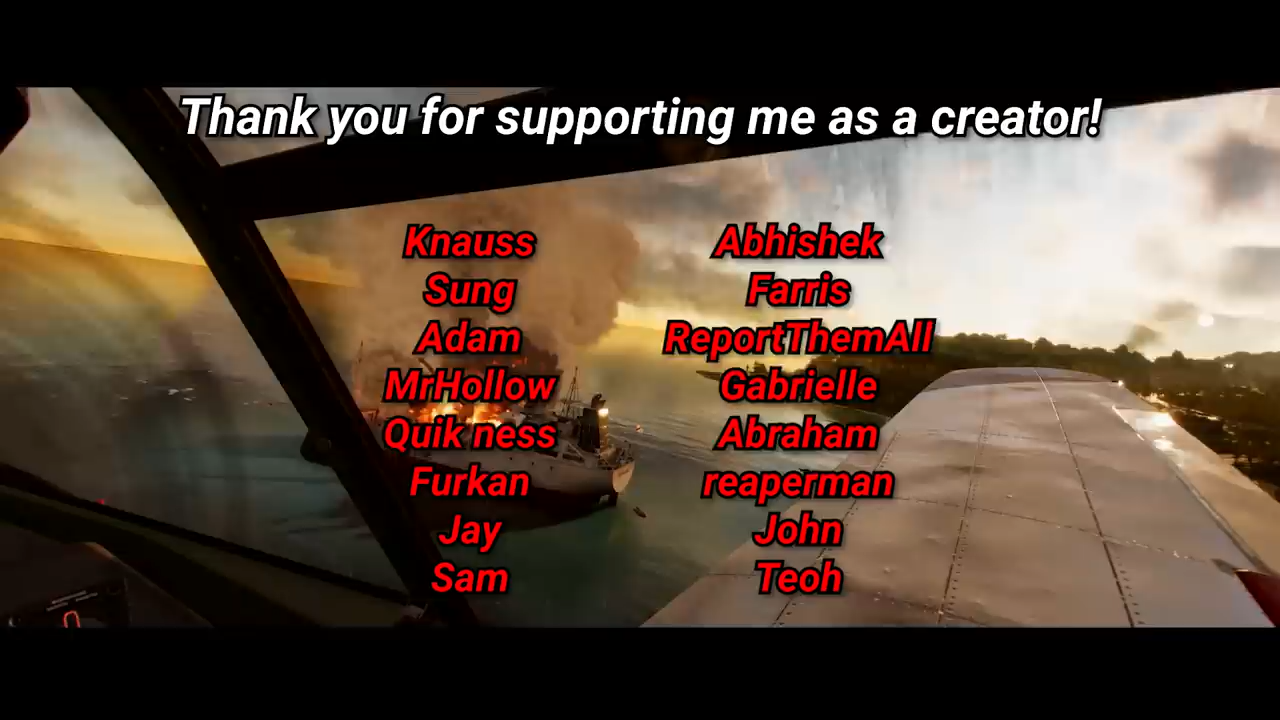 Thank you for supporting me as a creator!
Knauss
Sung
Adam
MrHollow
Quik ness
Furkan
Jay
Sam
Abhishek
Farris
ReportThemAll
Gabrielle
Abraham
reaperman
John
Teoh